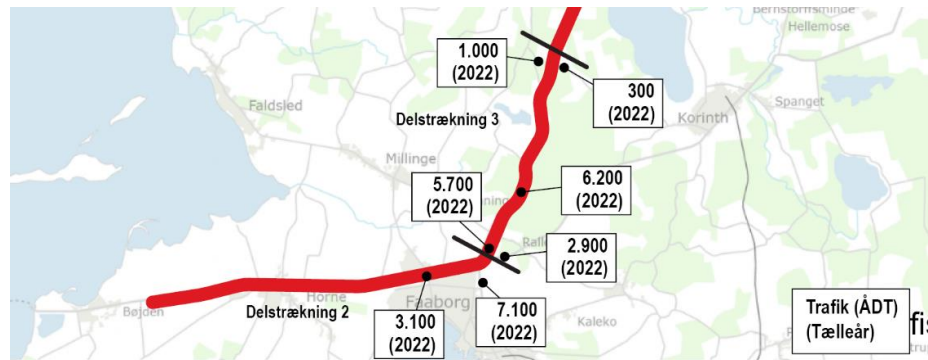 Bernstorffsminde
Hellemose
1.000
(2022)
300
(2022)
Faldsled
Delstrækning 3
Spanget
Korinth
Millinge
5.700
(2022)
6.200
(2022)
2.900
(2022)
Bøjden
Horne
Delstrækning 2
Faaborg
3.100
(2022)
7.100
(2022)
Kaleko
Trafik (ÅDT)
(Tælleår)